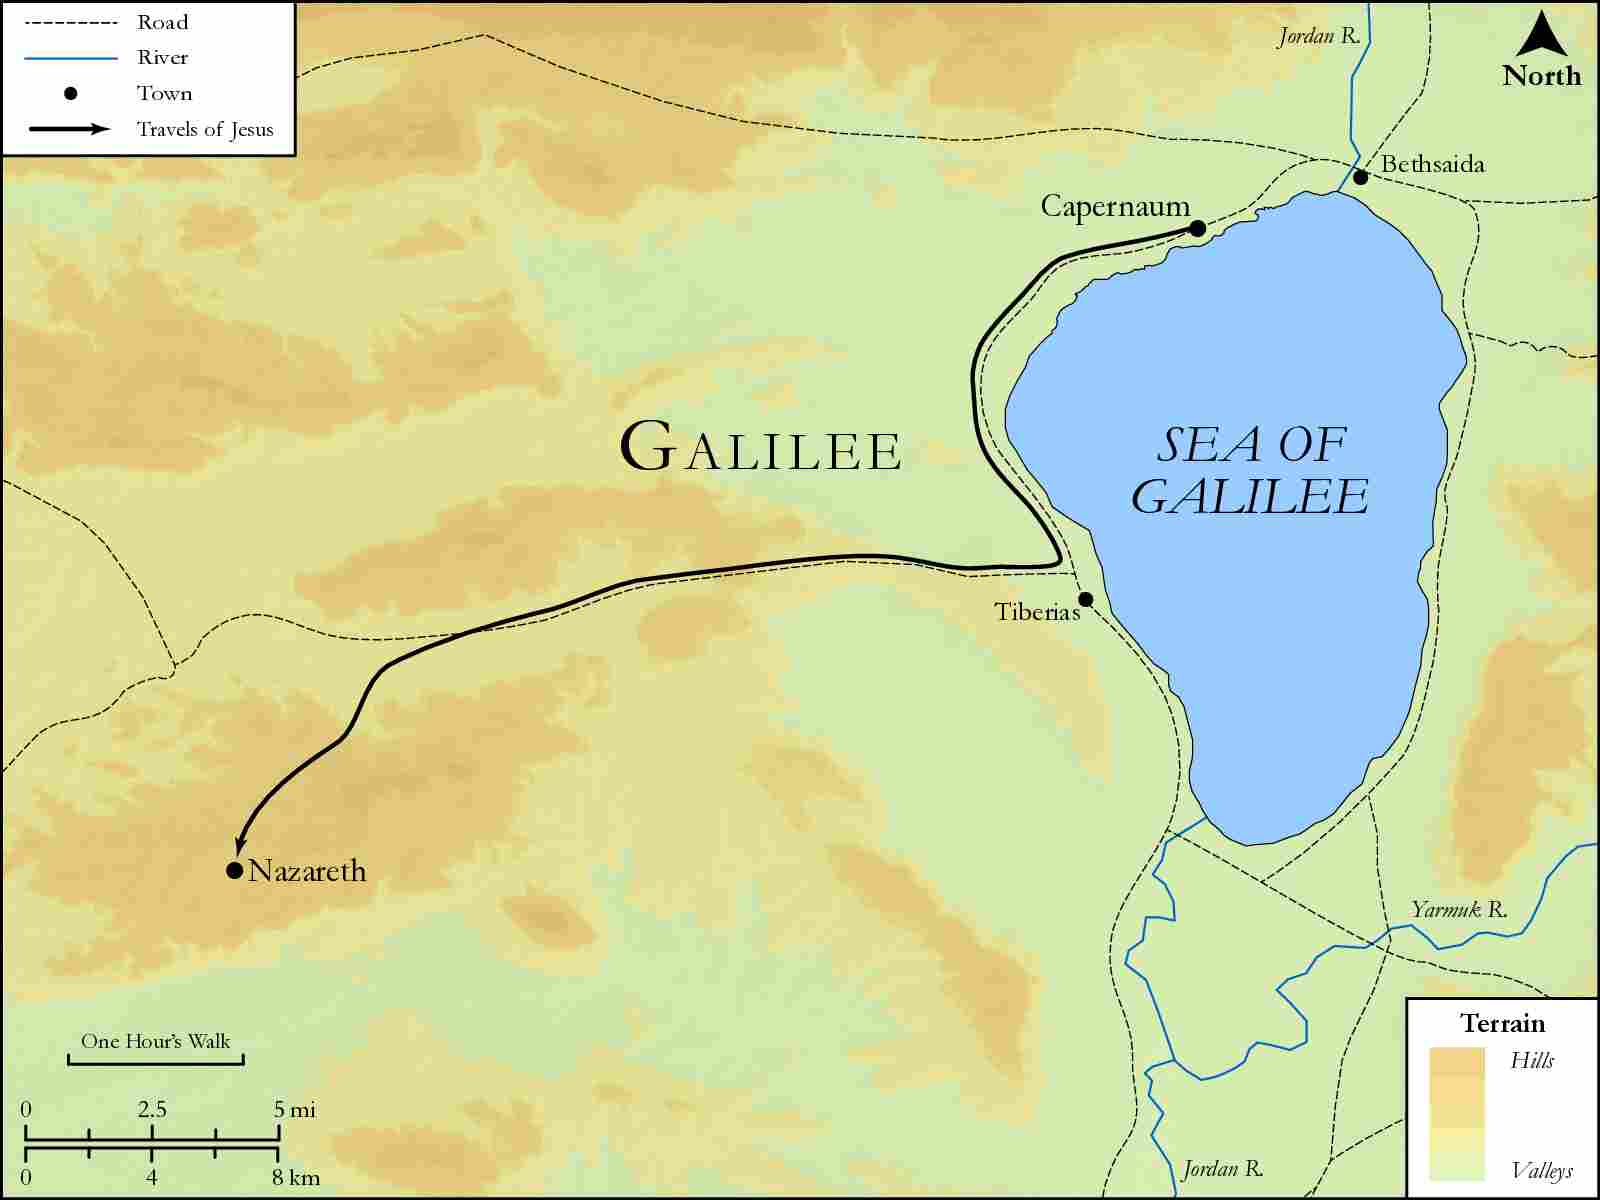 Road
River
Town
Travels of Jesus
Jordan R.
North
Bethsaida
Capernaum
GALILEE
SEA OF
GALILEE
Tiberias
Nazareth
Yarmuk R.
One Hour's Walk
0 2.5 5 mi
0 4 8 km
Jordan R.
Terrain
Hills
Valleys